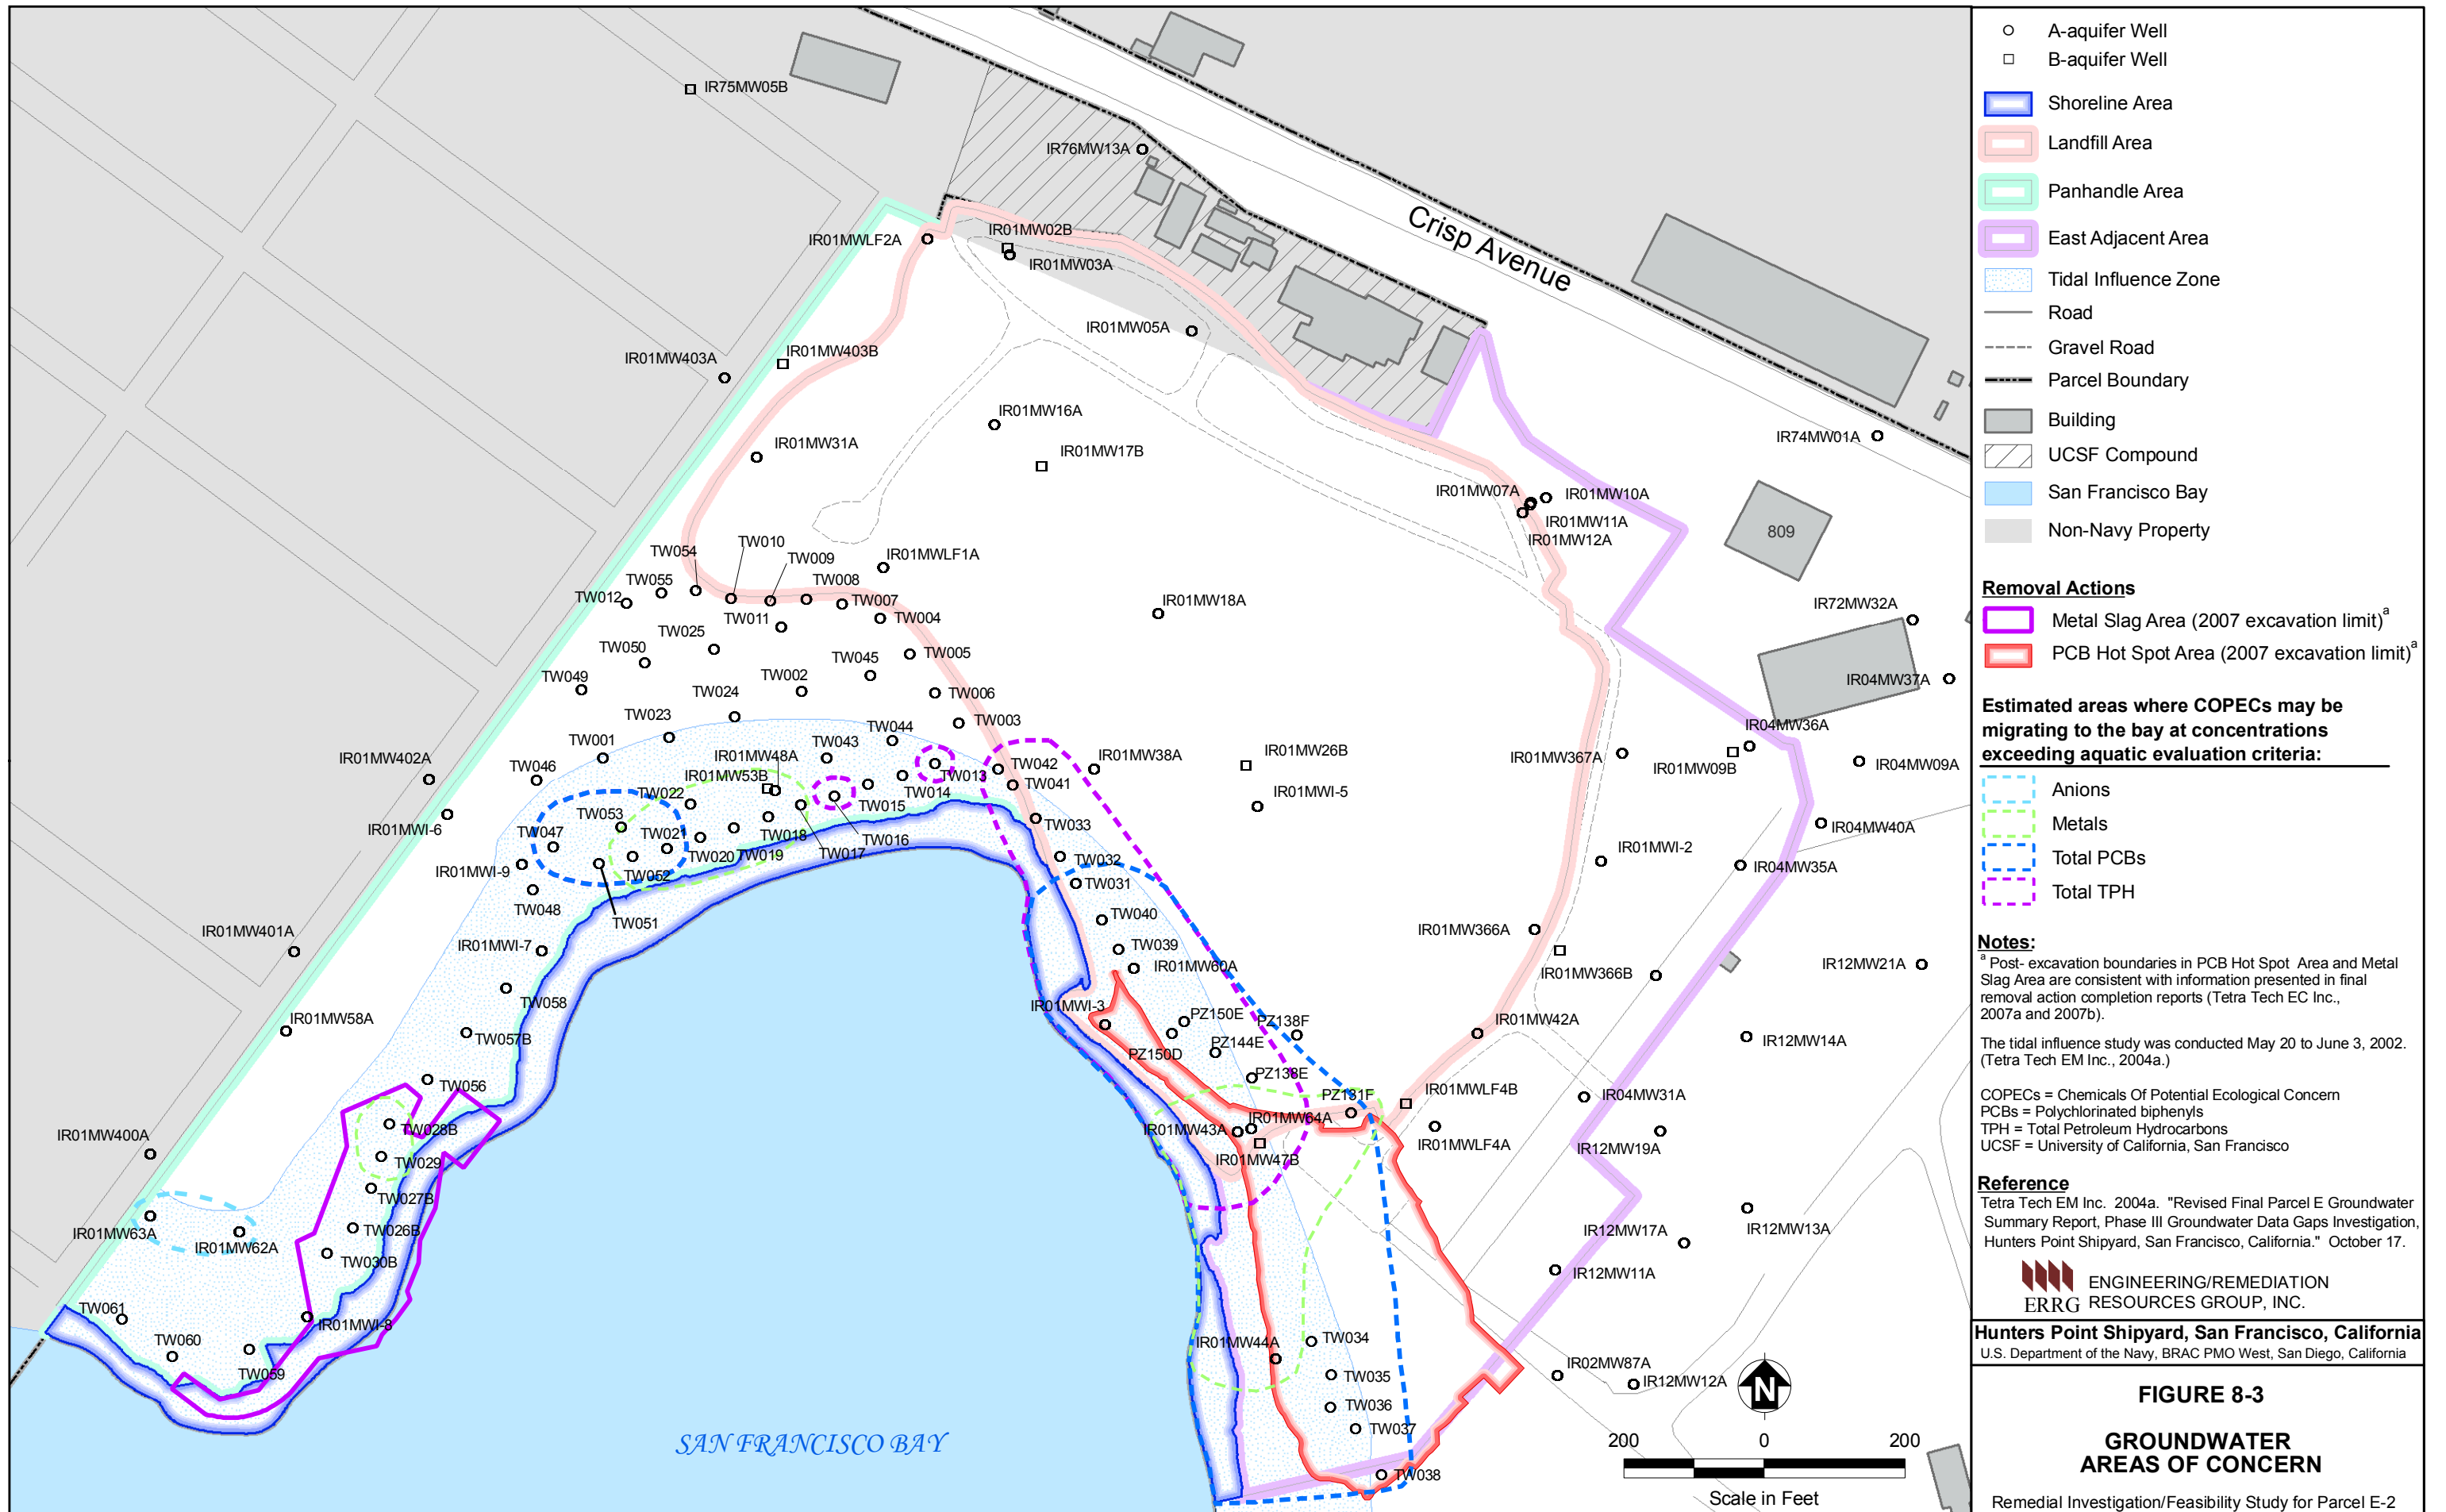 IR75MW05B
IR76MW13A
Crisp Avenue
IR01MWLF2A
IR01MW02B
IR01MW03A
IR01MW05A
IR01MW403A
IR01MW403B
IR01MW16A
IR01MW17B
IR01MW31A
IR74MW01A
IR01MW07A
IR01MW10A
IR01MW11A
IR01MW12A
809
TW010
TW054
TW009
IR01MWLF1A
TW055
TW008
TW012
TW007
TW011
TW004
IR01MW18A
IR72MW32A
TW025
TW050
TW045
TW005
TW049
TW002
TW024
TW006
IR04MW37A
TW023
TW003
IR04MW36A
TW001
TW044
TW043
IR01MW48A
IR01MW402A
TW046
IR01MW53B
TW013
TW042
IR01MW38A
IR01MW26B
IR01MW367A
IR01MW09B
IR04MW09A
TW041
TW022
TW014
TW015
IR01MWI-5
TW053
IR01MWI-6
TW047
TW021
TW018
TW016
TW033
IR04MW40A
TW020
TW019
TW017
TW032
IR01MWI-2
IR01MWI-9
TW052
IR04MW35A
TW031
TW048
TW051
TW040
IR01MW401A
IR01MWI-7
IR01MW366A
TW039
IR01MW60A
IR01MW366B
IR12MW21A
TW058
IR01MWI-3
IR01MW58A
PZ150E
PZ138F
IR01MW42A
TW057B
PZ144E
IR12MW14A
PZ150D
PZ138E
TW056
PZ131F
IR01MWLF4B
IR04MW31A
IR01MW64A
IR01MW400A
TW028B
IR01MW43A
IR01MWLF4A
IR12MW19A
TW029
IR01MW47B
TW027B
IR01MW63A
TW026B
IR12MW17A
IR12MW13A
IR01MW62A
TW030B
IR12MW11A
TW061
IR01MWI-8
TW060
IR01MW44A
TW034
TW059
IR02MW87A
TW035
IR12MW12A
TW036
TW037
SAN FRANCISCO BAY
TW038
N
200 0 200
Scale in Feet
A-aquifer Well
B-aquifer Well
Shoreline Area
Landfill Area
Panhandle Area
East Adjacent Area
Tidal Influence Zone
Road
Gravel Road
Parcel Boundary
Building
UCSF Compound
San Francisco Bay
Non-Navy Property
Removal Actions
Metal Slag Area (2007 excavation limit)a
PCB Hot Spot Area (2007 excavation limit)a
Estimated areas where COPECs may be
migrating to the bay at concentrations
exceeding aquatic evaluation criteria:
Anions
Metals
Total PCBs
Total TPH
Notes:
a Post- excavation boundaries in PCB Hot Spot Area and Metal
Slag Area are consistent with information presented in final
removal action completion reports (Tetra Tech EC Inc.,
2007a and 2007b).
The tidal influence study was conducted May 20 to June 3, 2002.
(Tetra Tech EM Inc., 2004a.)
COPECs = Chemicals Of Potential Ecological Concern
PCBs = Polychlorinated biphenyls
TPH = Total Petroleum Hydrocarbons
UCSF = University of California, San Francisco
Reference
Tetra Tech EM Inc. 2004a. "Revised Final Parcel E Groundwater
Summary Report, Phase III Groundwater Data Gaps Investigation,
Hunters Point Shipyard, San Francisco, California." October 17.
ERRG
ENGINEERING/REMEDIATION
RESOURCES GROUP, INC.
Hunters Point Shipyard, San Francisco, California
U.S. Department of the Navy, BRAC PMO West, San Diego, California
FIGURE 8-3
GROUNDWATER
AREAS OF CONCERN
Remedial Investigation/Feasibility Study for Parcel E-2